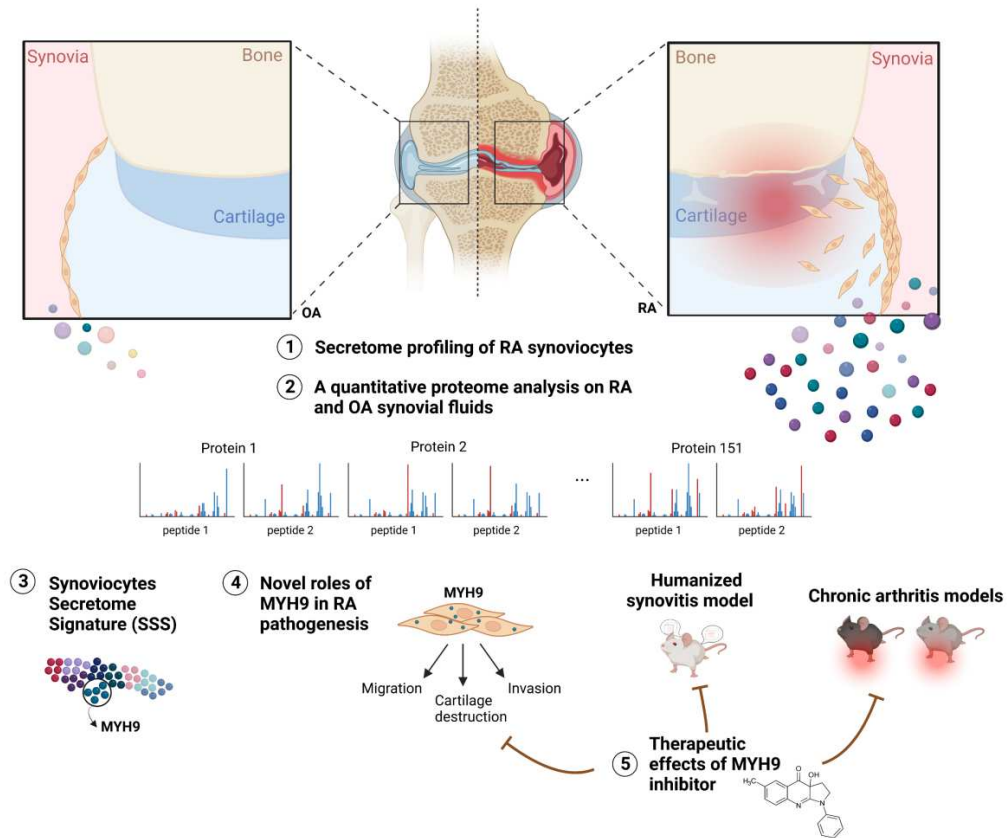 Synovia
Bone
Cartilage
OA
Bone
Synovia
Cartilage
RA
1 Secretome profiling of RA synoviocytes
2 A quantitative proteome analysis on RA
and OA synovial fluids
Protein 1
Protein 2
...
Protein 151
peptide 1
peptide 2
peptide 1
peptide 2
peptide 1
peptide 2
3 Synoviocytes
Secretome
Signature (SSS)
MYH9
4 Novel roles of
MYH9 in RA
pathogenesis
MYH9
Migration
Cartilage
destruction
Invasion
Humanized
synovitis model
Chronic arthritis models
5 Therapeutic
effects of MYH9
inhibitor
O
OH
H₃C
N
N